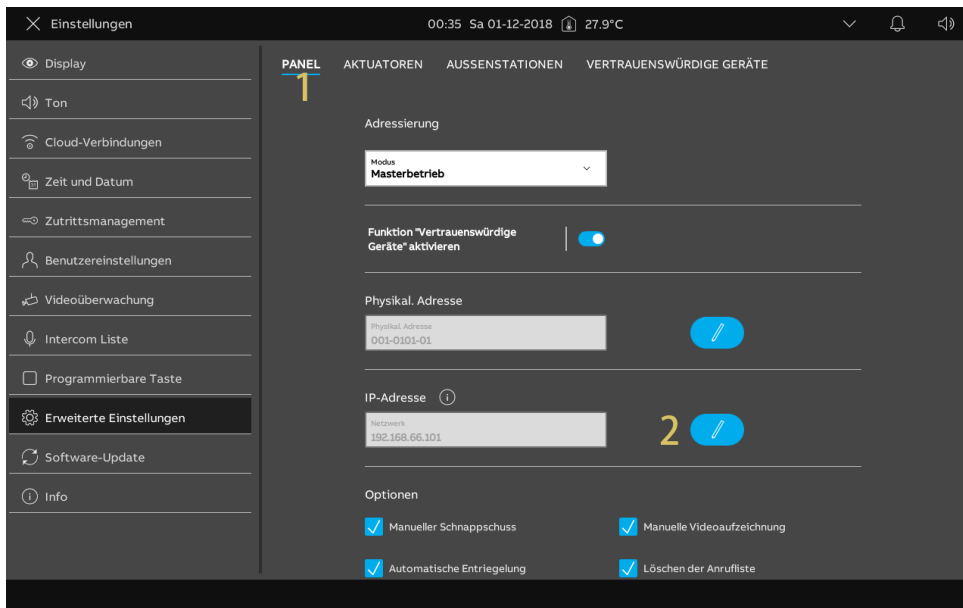 Einstellungen
00:35 Sa 01-12-2018 27.9°C
Display
Ton
Cloud-Verbindungen
Zeit und Datum
Zutrittsmanagement
Benutzereinstellungen
Videoüberwachung
Intercom Liste
Programmierbare Taste
Erweiterte Einstellungen
Software-Update
Info
PANEL AKTUATOREN AUSSENSTATIONEN VERTRAUENSWÜRDIGE GERÄTE
1
Adressierung
Modus
Masterbetrieb
Funktion "Vertrauenswürdige
Geräte" aktivieren
Physikal. Adresse
Physikal. Adresse
001-0101-01
IP-Adresse
Netzwerk
192.168.66.101
2
Optionen
Manueller Schnappschuss
Manuelle Videoaufzeichnung
Automatische Entriegelung
Löschen der Anrufliste